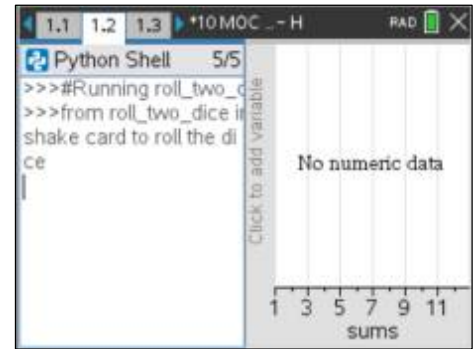 1.1 1.2 1.3 *10 MOC ... - H RAD
Python Shell 5/5
>>>#Running roll_two_d
>>>from roll_two_dice i
shake card to roll the di
ce
Click to add variable
No numeric data
1 3 5 7 9 11
sums